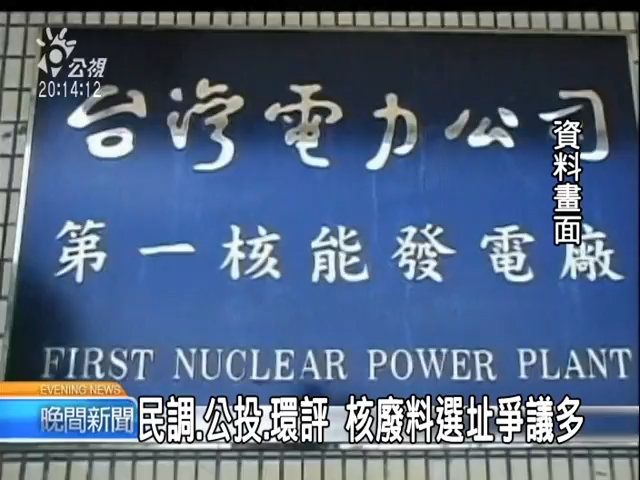 公視
20:14:12
台灣電力公司
資料畫面
第一核能發電廠
FIRST NUCLEAR POWER PLANT
EVENING NEWS
晚間新聞
民調.公投.環評 核廢料選址爭議多